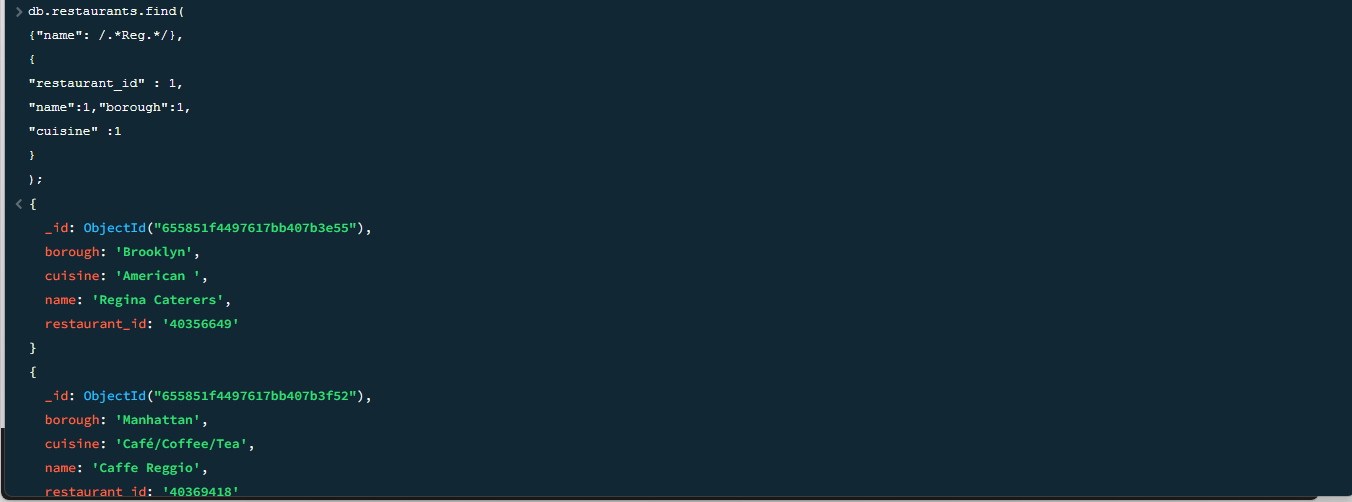 > db.restaurants.find(
{"name": /.*Reg.*/},
{
"restaurant_id" : 1,
"name":1,"borough":1,
"cuisine" :1
}
);
< {
_id: ObjectId("655851f4497617bb407b3e55"),
borough: 'Brooklyn',
cuisine: 'American ',
name: 'Regina Caterers',
restaurant_id: '40356649'
}
{
_id: ObjectId("655851f4497617bb407b3f52"),
borough: 'Manhattan',
cuisine: 'Café/Coffee/Tea',
name: 'Caffe Reggio',
restaurant_id: '40369418'